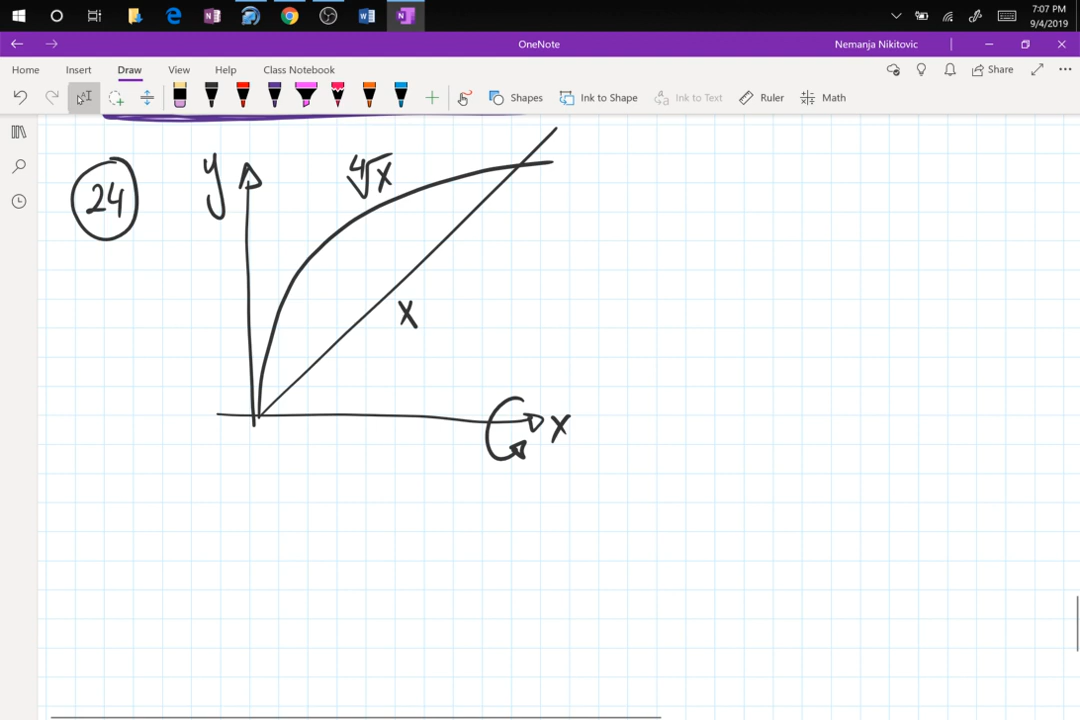 7:07 PM
9/4/2019
OneNote
Nemanja Nikitovic
Home Insert Draw View Help Class Notebook
Share
Shapes Ink to Shape Ink to Text Ruler Math
24
y
∜x
x
x